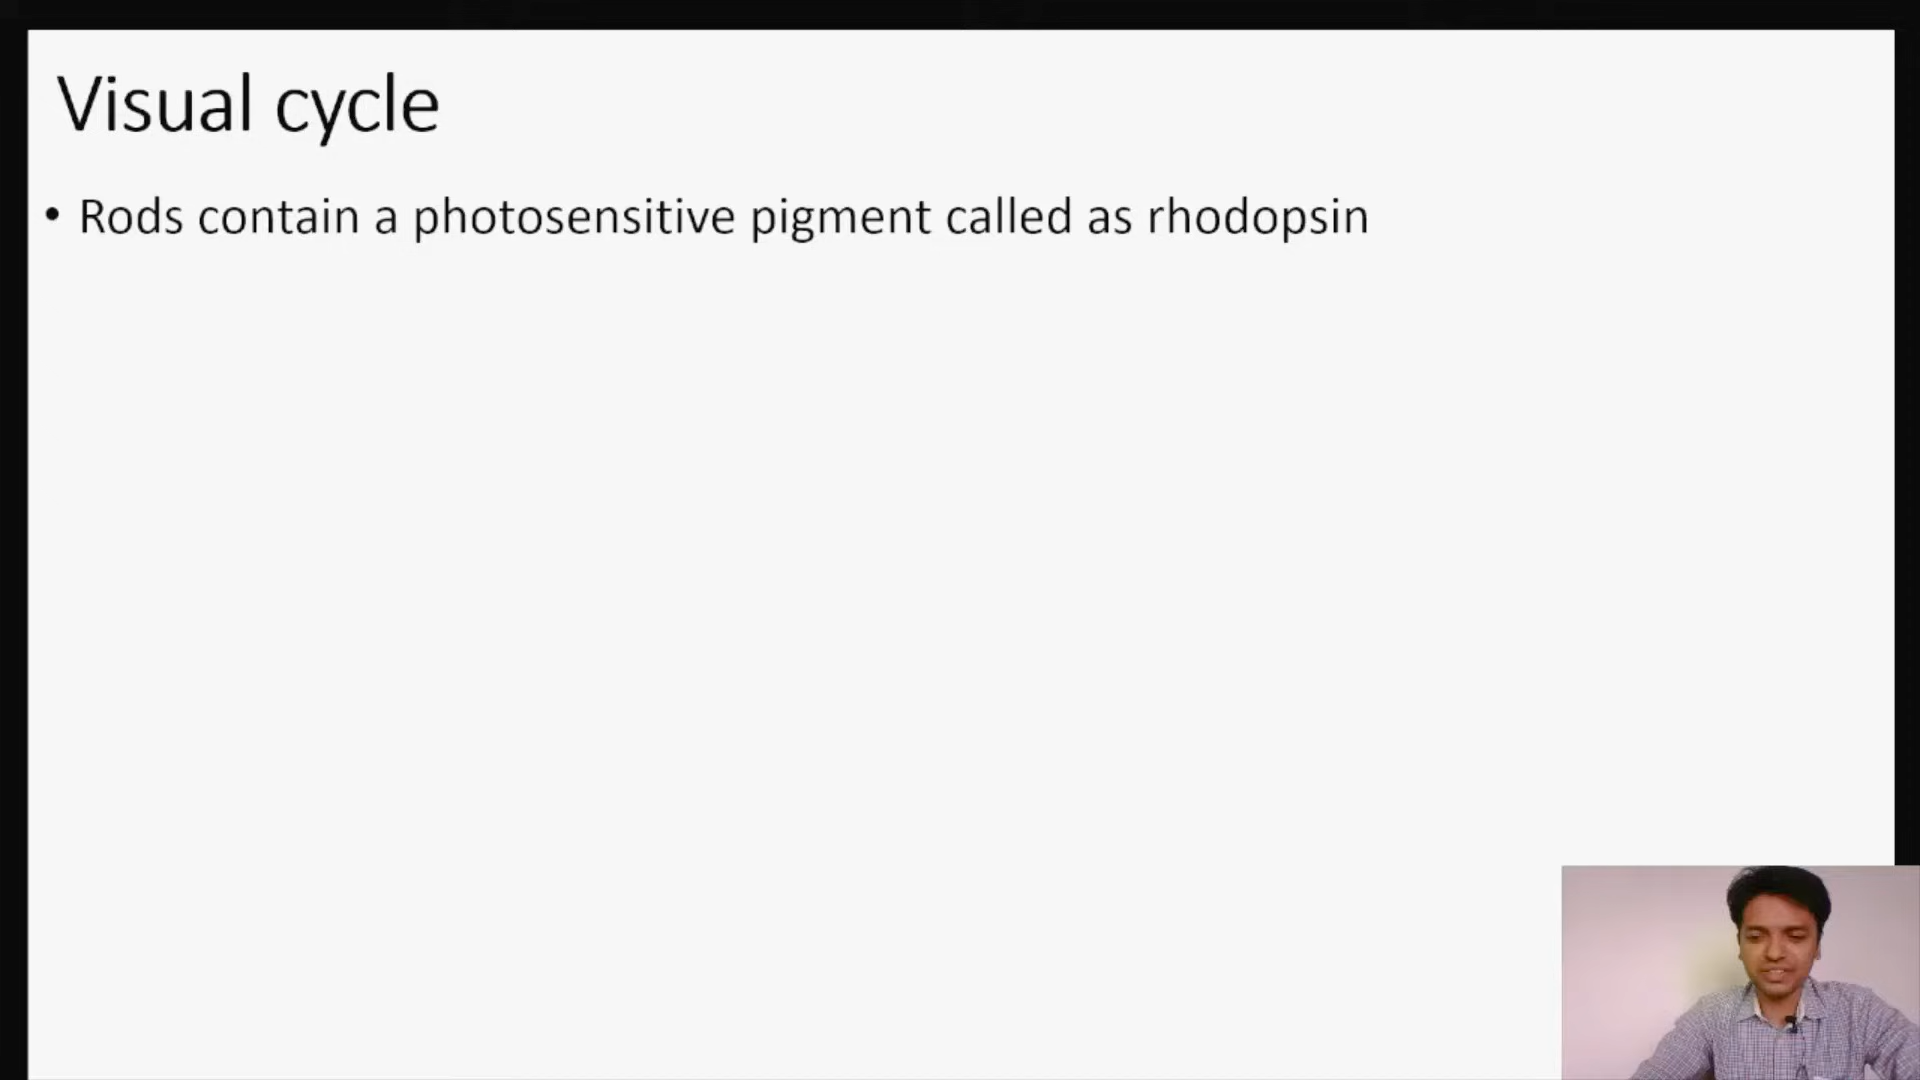 Visual cycle
• Rods contain a photosensitive pigment called as rhodopsin